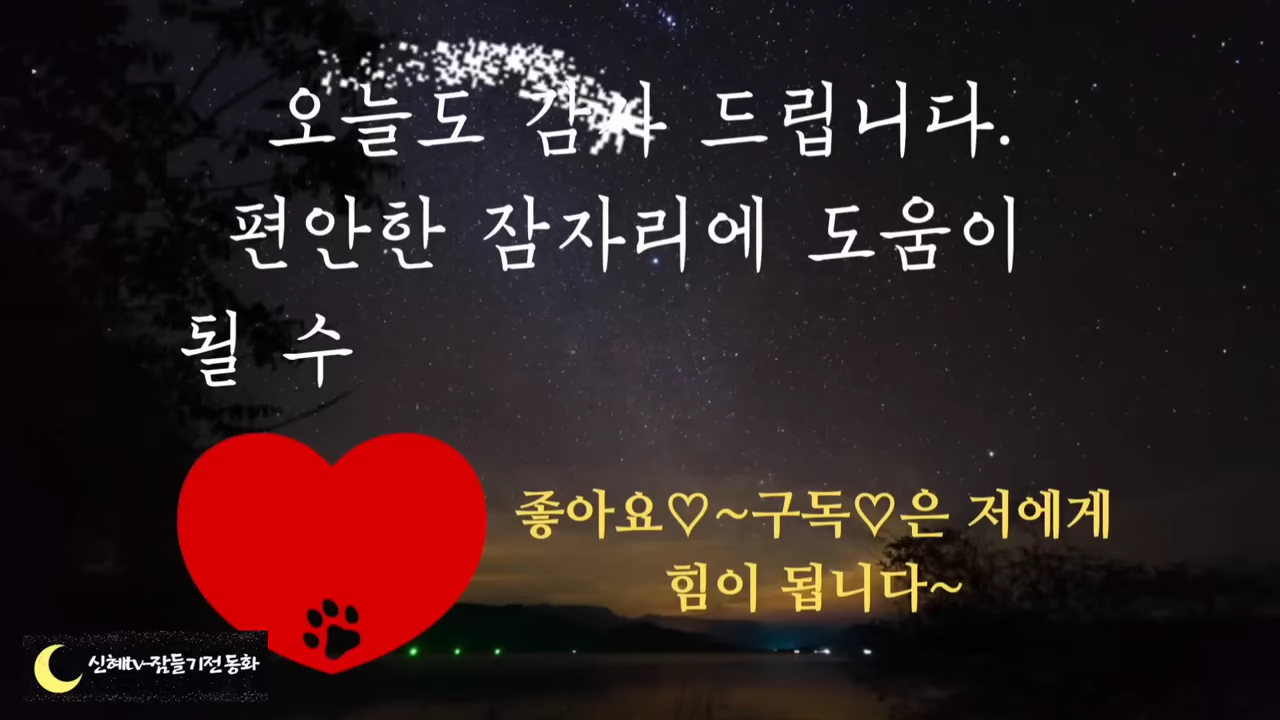 오늘도 감사 드립니다.
편안한 잠자리에 도움이
될 수
좋아요♡~구독♡은 저에게
힘이 됩니다~
신혜tv-잠들기전동화